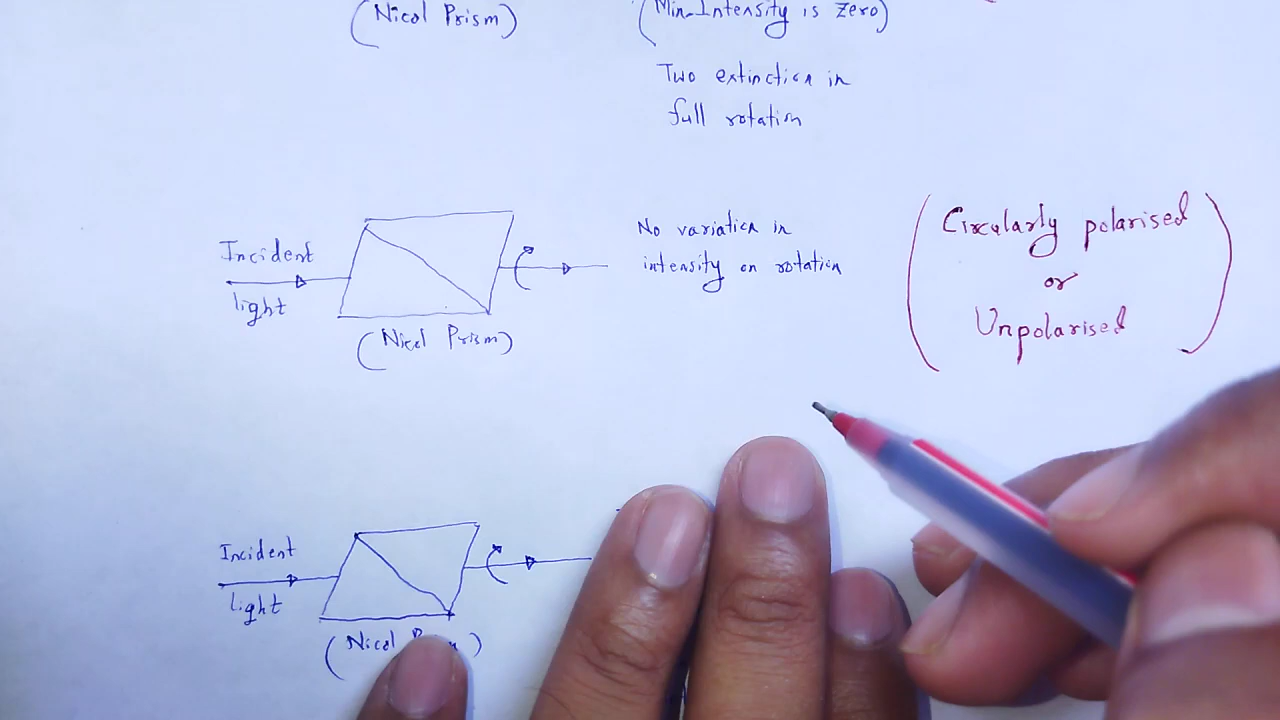 (Nicol Prism)
(Min. Intensity is Zero)
Two extinction in
full rotation
Incident
light
(Nicol Prism)
No variation in
intensity on rotation
Circularly polarised
or
Unpolarised
Incident
light
(Nicol